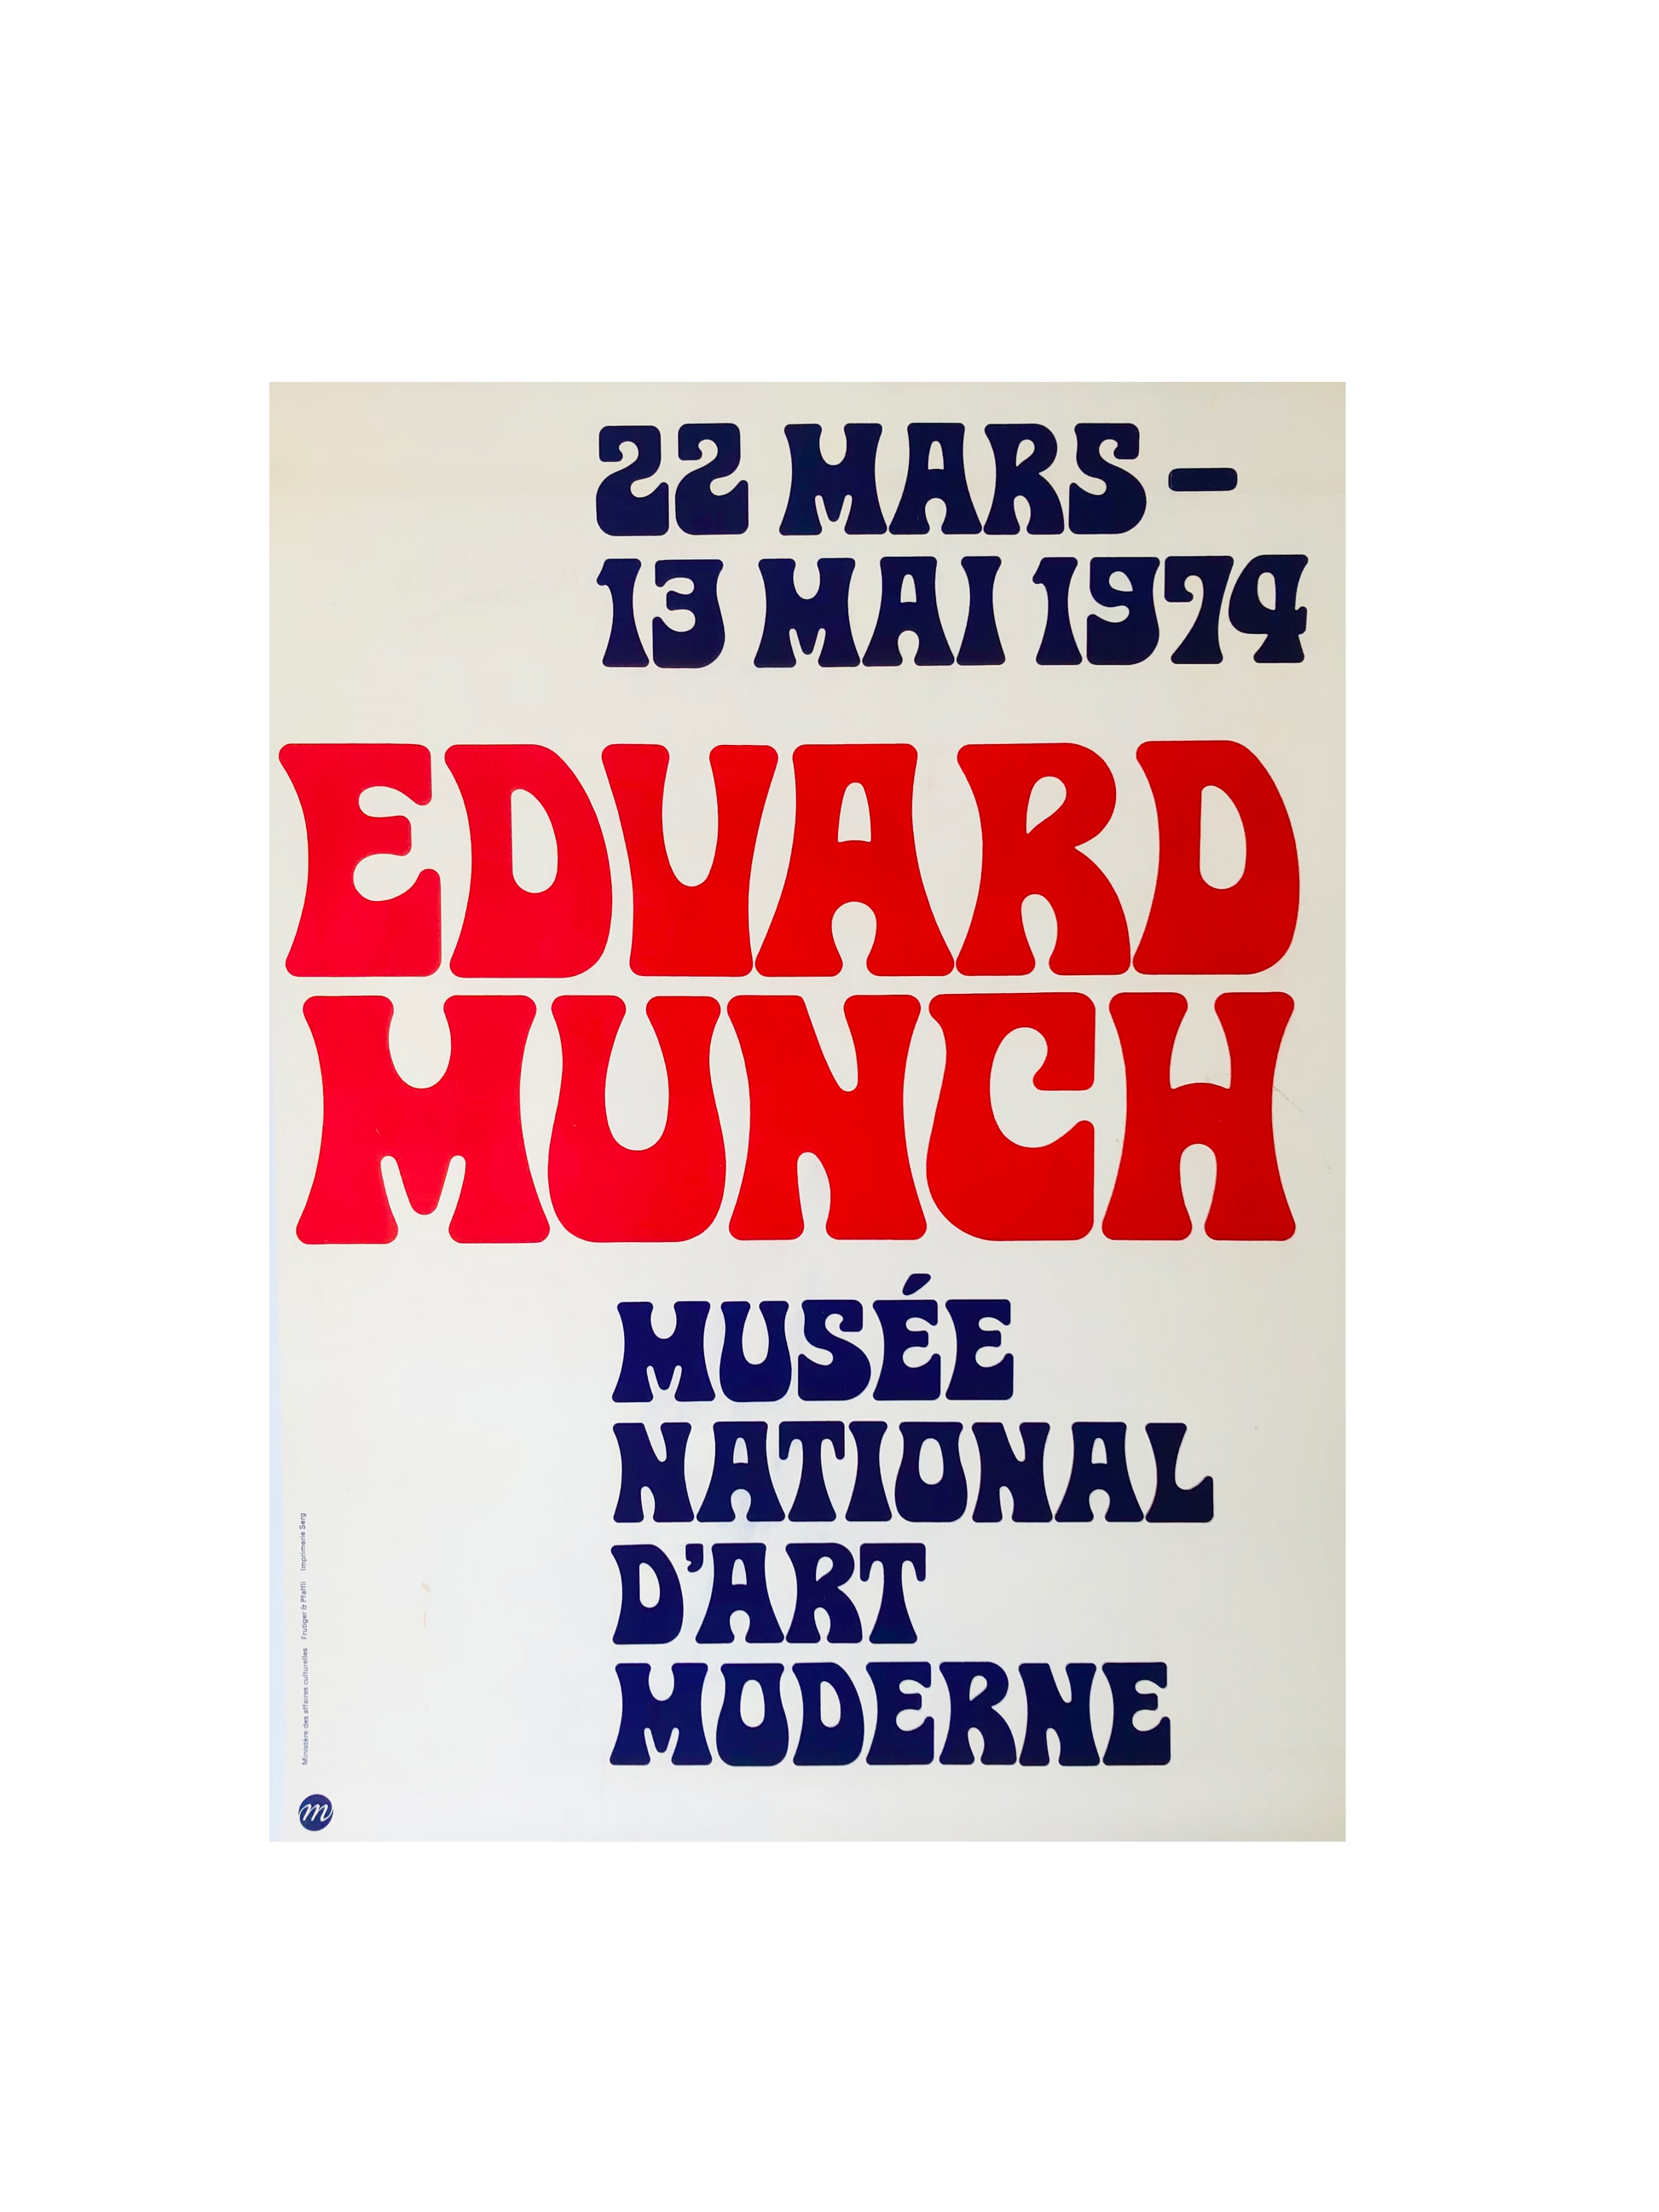 22 MARS –
13 MAI 1974
EDVARD
MUNCH
MUSÉE
NATIONAL
D'ART
MODERNE
Ministère des affaires culturelles Frutiger & Pfäffli Imprimerie Serg
m